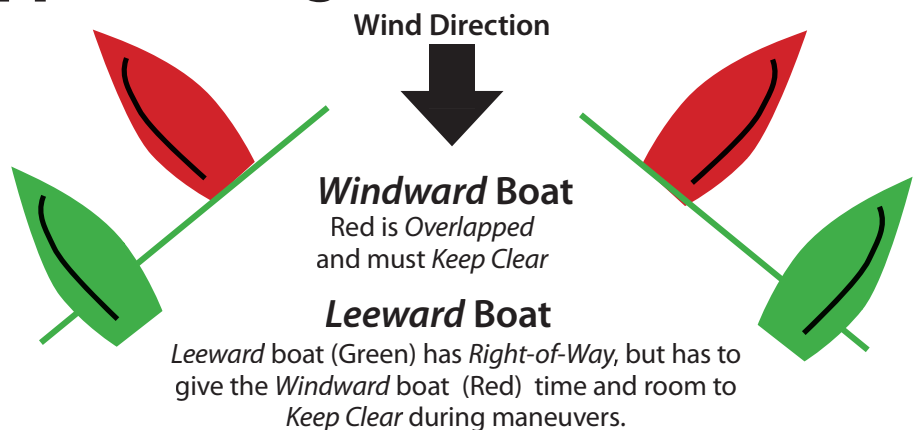 Wind Direction
Windward Boat
Red is Overlapped
and must Keep Clear
Leeward Boat
Leeward boat (Green) has Right-of-Way, but has to
give the Windward boat (Red) time and room to
Keep Clear during maneuvers.